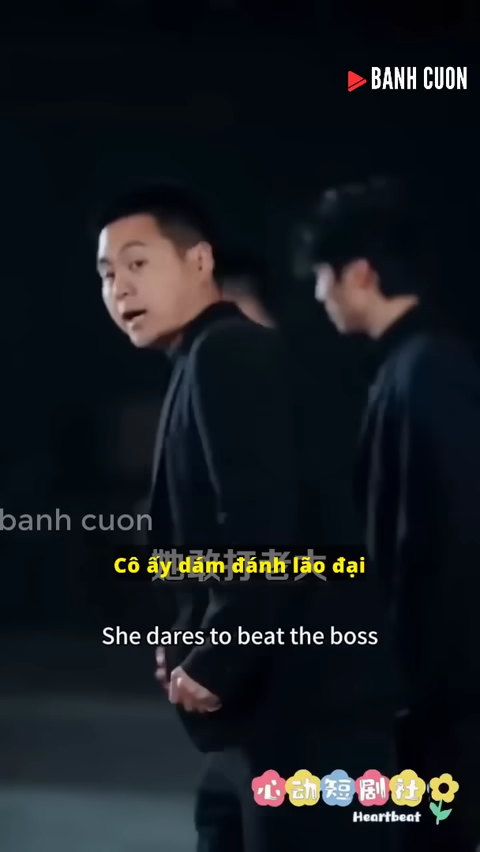 BANH CUON
banh cuon
她敢打老大
Cô ấy dám đánh lão đại
She dares to beat the boss
心动短剧社
Heartbeat